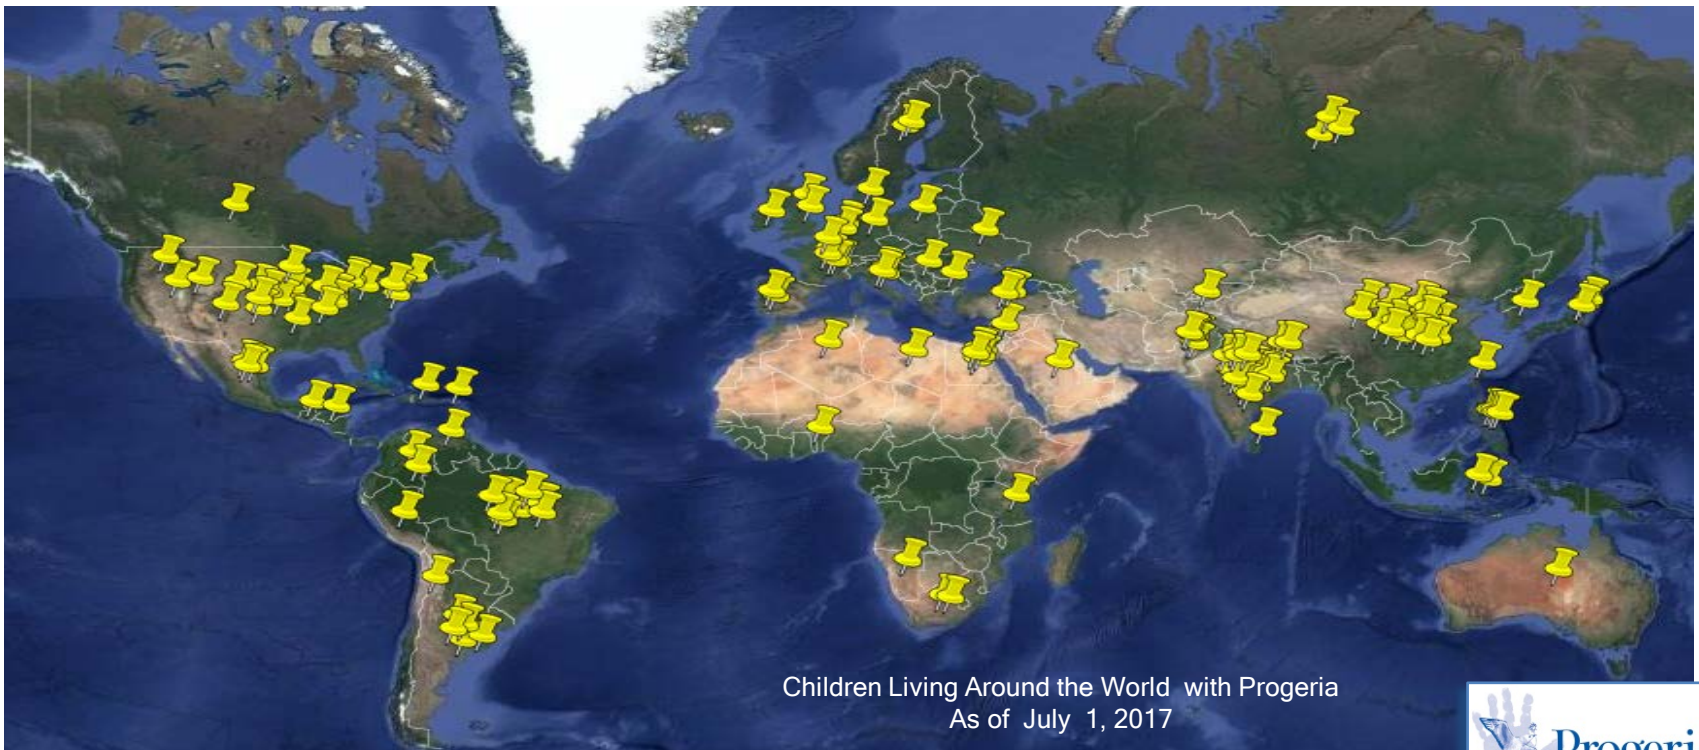 Children Living Around the World with Progeria
As of July 1, 2017